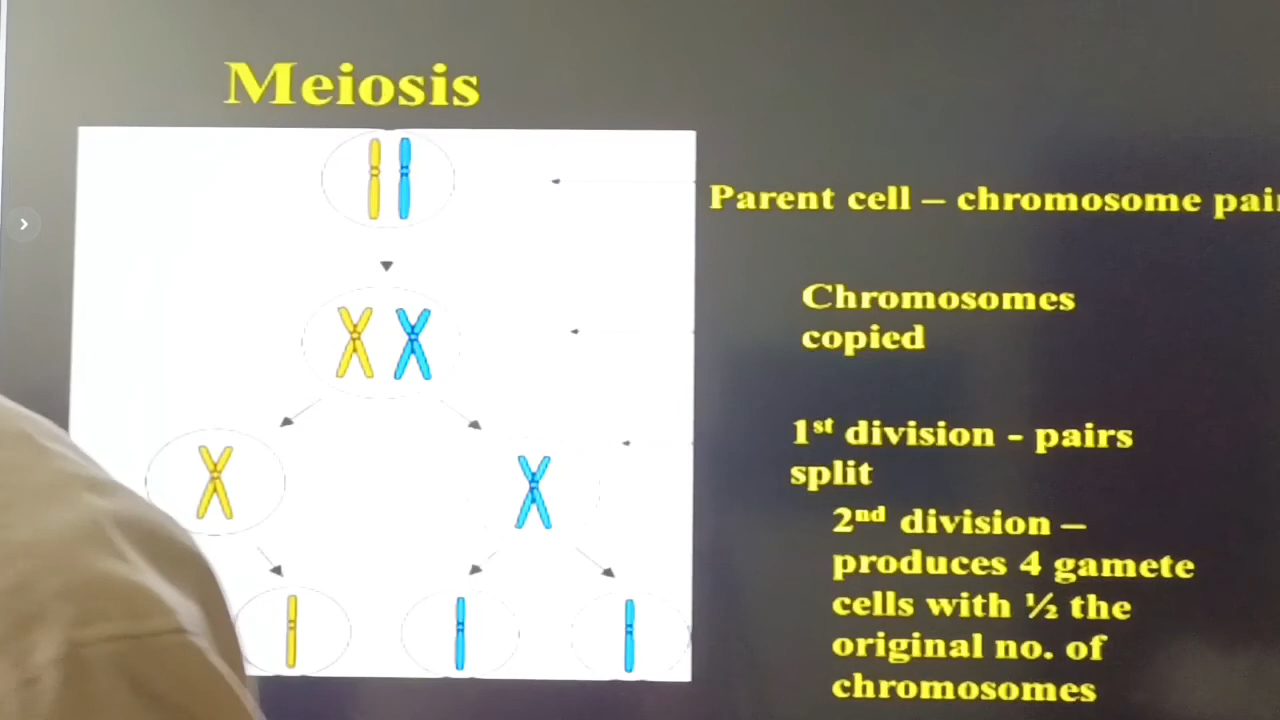 Meiosis
Parent cell – chromosome
Chromosomes
copied
1st division - pairs
split
2nd division –
produces 4 gamete
cells with ½ the
original no. of
chromosomes